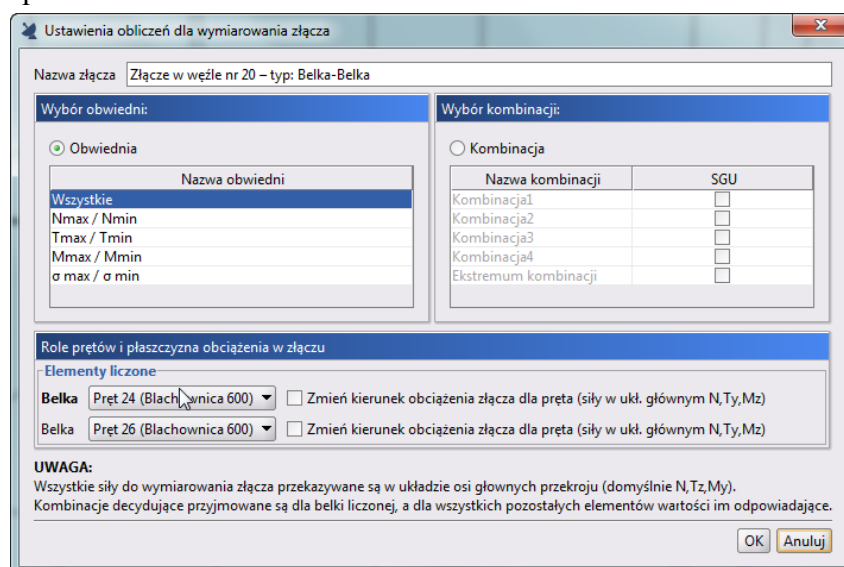 Ustawienia obliczeń dla wymiarowania złącza
Nazwa złącza Złącze w węźle nr 20 – typ: Belka-Belka
Wybór obwiedni:
Obwiednia
Nazwa obwiedni
Wszystkie
Nmax / Nmin
Tmax / Tmin
Mmax / Mmin
σ max / σ min
Wybór kombinacji:
Kombinacja
Nazwa kombinacji SGU
Kombinacja1
Kombinacja2
Kombinacja3
Kombinacja4
Ekstremum kombinacji
Role prętów i płaszczyzna obciążenia w złączu
Elementy liczone
Belka Pręt 24 (Blachownica 600) Zmień kierunek obciążenia złącza dla pręta (siły w ukł. głównym N,Ty,Mz)
Belka Pręt 26 (Blachownica 600) Zmień kierunek obciążenia złącza dla pręta (siły w ukł. głównym N,Ty,Mz)
UWAGA:
Wszystkie siły do wymiarowania złącza przekazywane są w układzie osi głownych przekroju (domyślnie N,Tz,My).
Kombinacje decydujące przyjmowane są dla belki liczonej, a dla wszystkich pozostałych elementów wartości im odpowiadające.
OK Anuluj